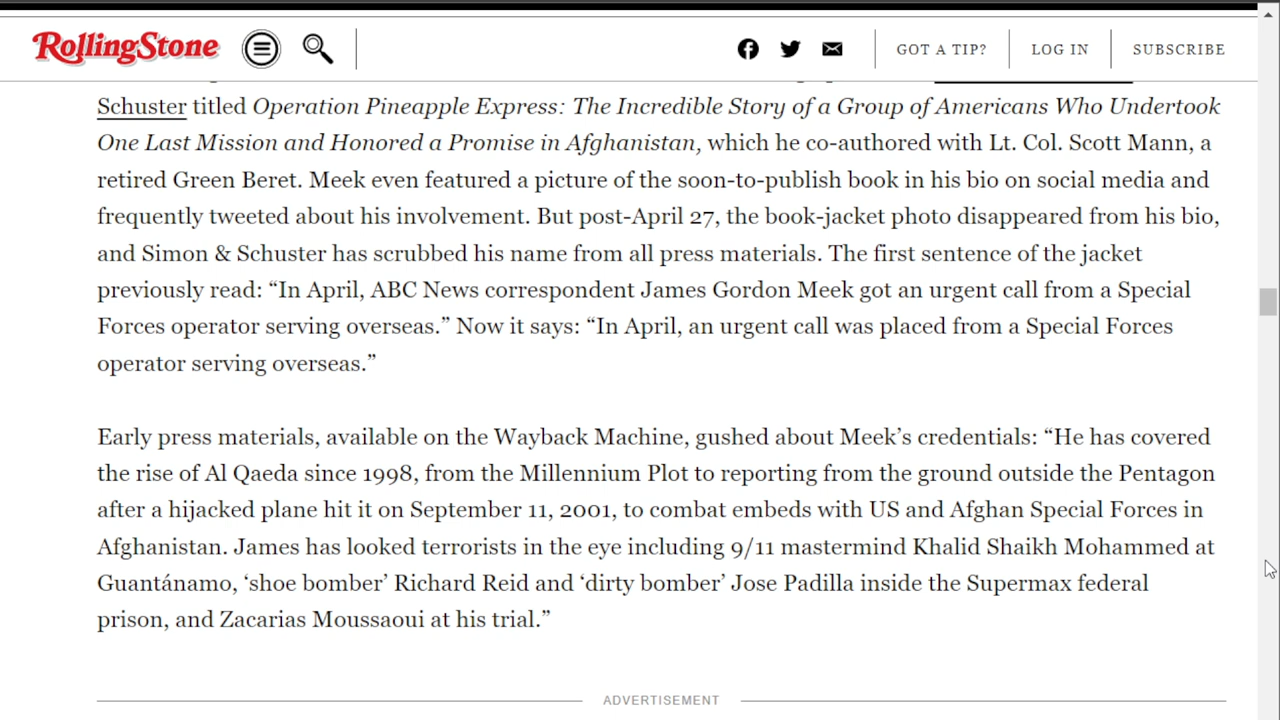 RollingStone
GOT A TIP?
LOG IN
SUBSCRIBE
Schuster titled Operation Pineapple Express: The Incredible Story of a Group of Americans Who Undertook
One Last Mission and Honored a Promise in Afghanistan, which he co-authored with Lt. Col. Scott Mann, a
retired Green Beret. Meek even featured a picture of the soon-to-publish book in his bio on social media and
frequently tweeted about his involvement. But post-April 27, the book-jacket photo disappeared from his bio,
and Simon & Schuster has scrubbed his name from all press materials. The first sentence of the jacket
previously read: “In April, ABC News correspondent James Gordon Meek got an urgent call from a Special
Forces operator serving overseas.” Now it says: “In April, an urgent call was placed from a Special Forces
operator serving overseas.”
Early press materials, available on the Wayback Machine, gushed about Meek’s credentials: “He has covered
the rise of Al Qaeda since 1998, from the Millennium Plot to reporting from the ground outside the Pentagon
after a hijacked plane hit it on September 11, 2001, to combat embeds with US and Afghan Special Forces in
Afghanistan. James has looked terrorists in the eye including 9/11 mastermind Khalid Shaikh Mohammed at
Guantánamo, ‘shoe bomber’ Richard Reid and ‘dirty bomber’ Jose Padilla inside the Supermax federal
prison, and Zacarias Moussaoui at his trial.”
ADVERTISEMENT